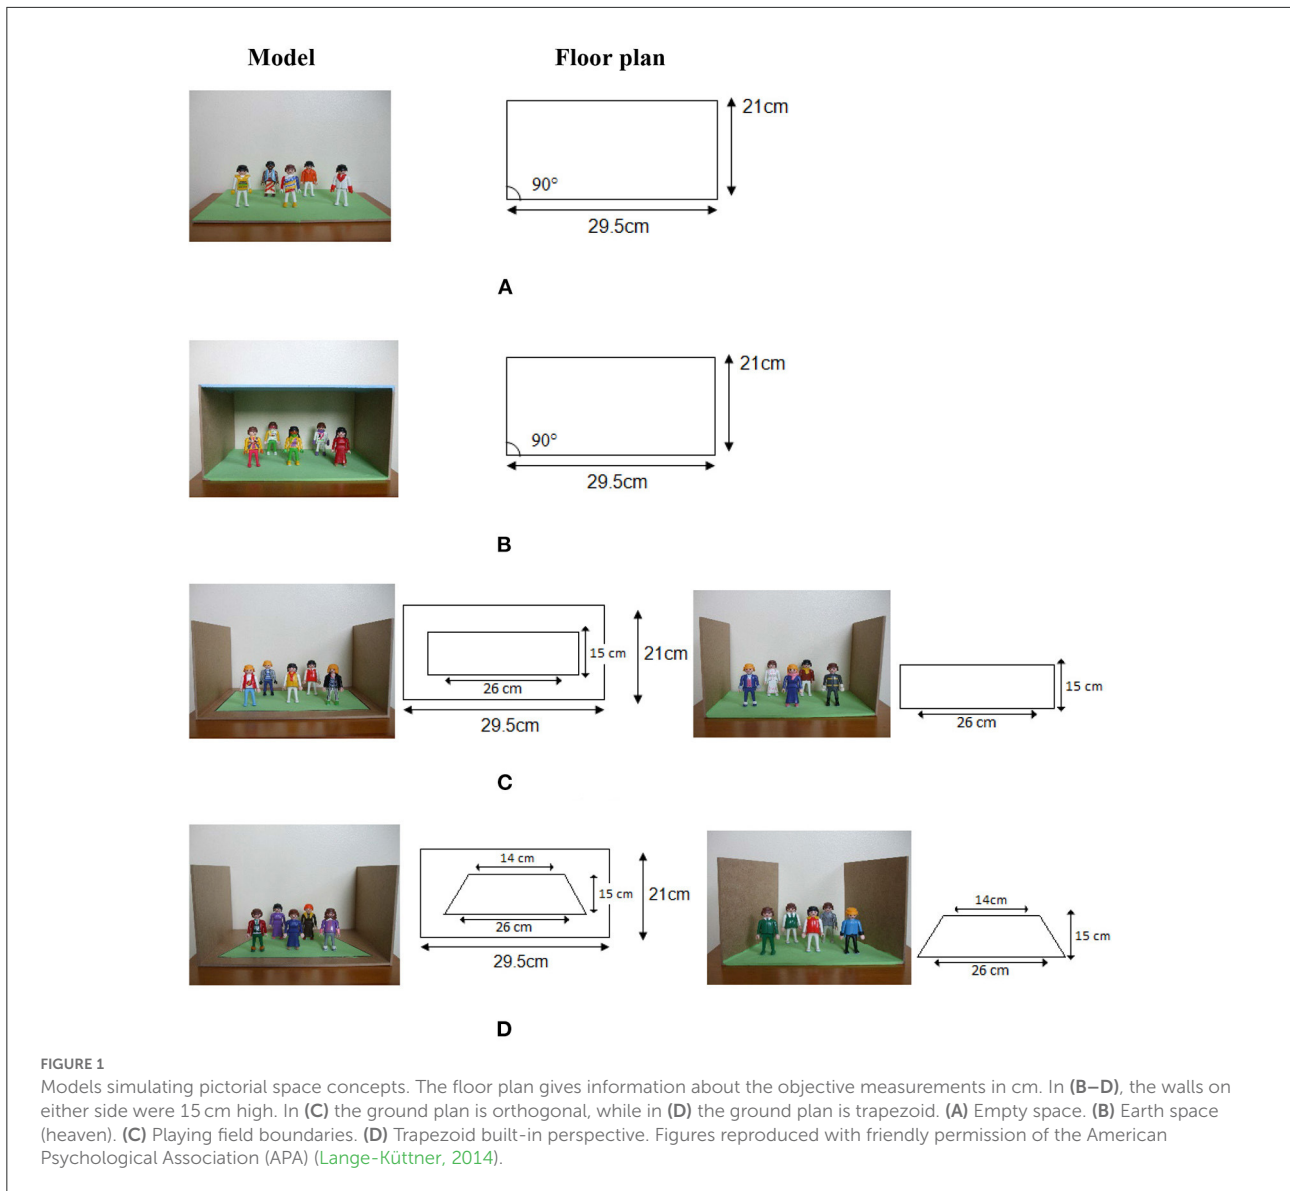 Model
Floor plan
21cm
90°
29.5cm
A
21cm
90°
29.5cm
B
15 cm
21cm
26 cm
29.5cm
15 cm
26 cm
C
14 cm
15 cm
21cm
26 cm
29.5cm
14cm
15 cm
26 cm
D
FIGURE 1
Models simulating pictorial space concepts. The floor plan gives information about the objective measurements in cm. In (B–D), the walls on
either side were 15 cm high. In (C) the ground plan is orthogonal, while in (D) the ground plan is trapezoid. (A) Empty space. (B) Earth space
(heaven). (C) Playing field boundaries. (D) Trapezoid built-in perspective. Figures reproduced with friendly permission of the American
Psychological Association (APA) (Lange-Küttner, 2014).